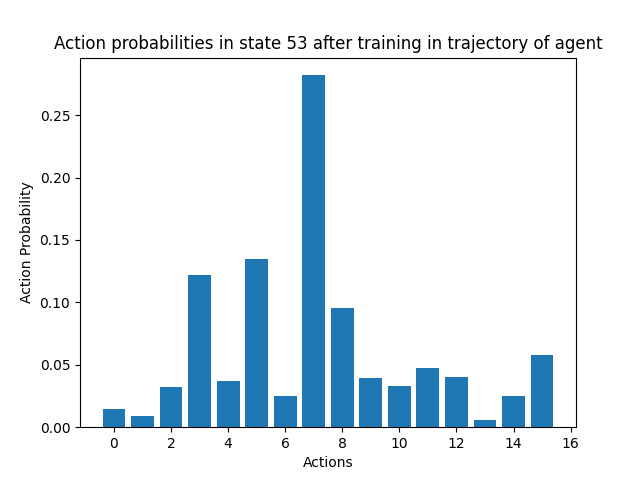 Action probabilities in state 53 after training in trajectory of agent
Action Probability
0.25
0.20
0.15
0.10
0.05
0.00
0 2 4 6 8 10 12 14 16
Actions